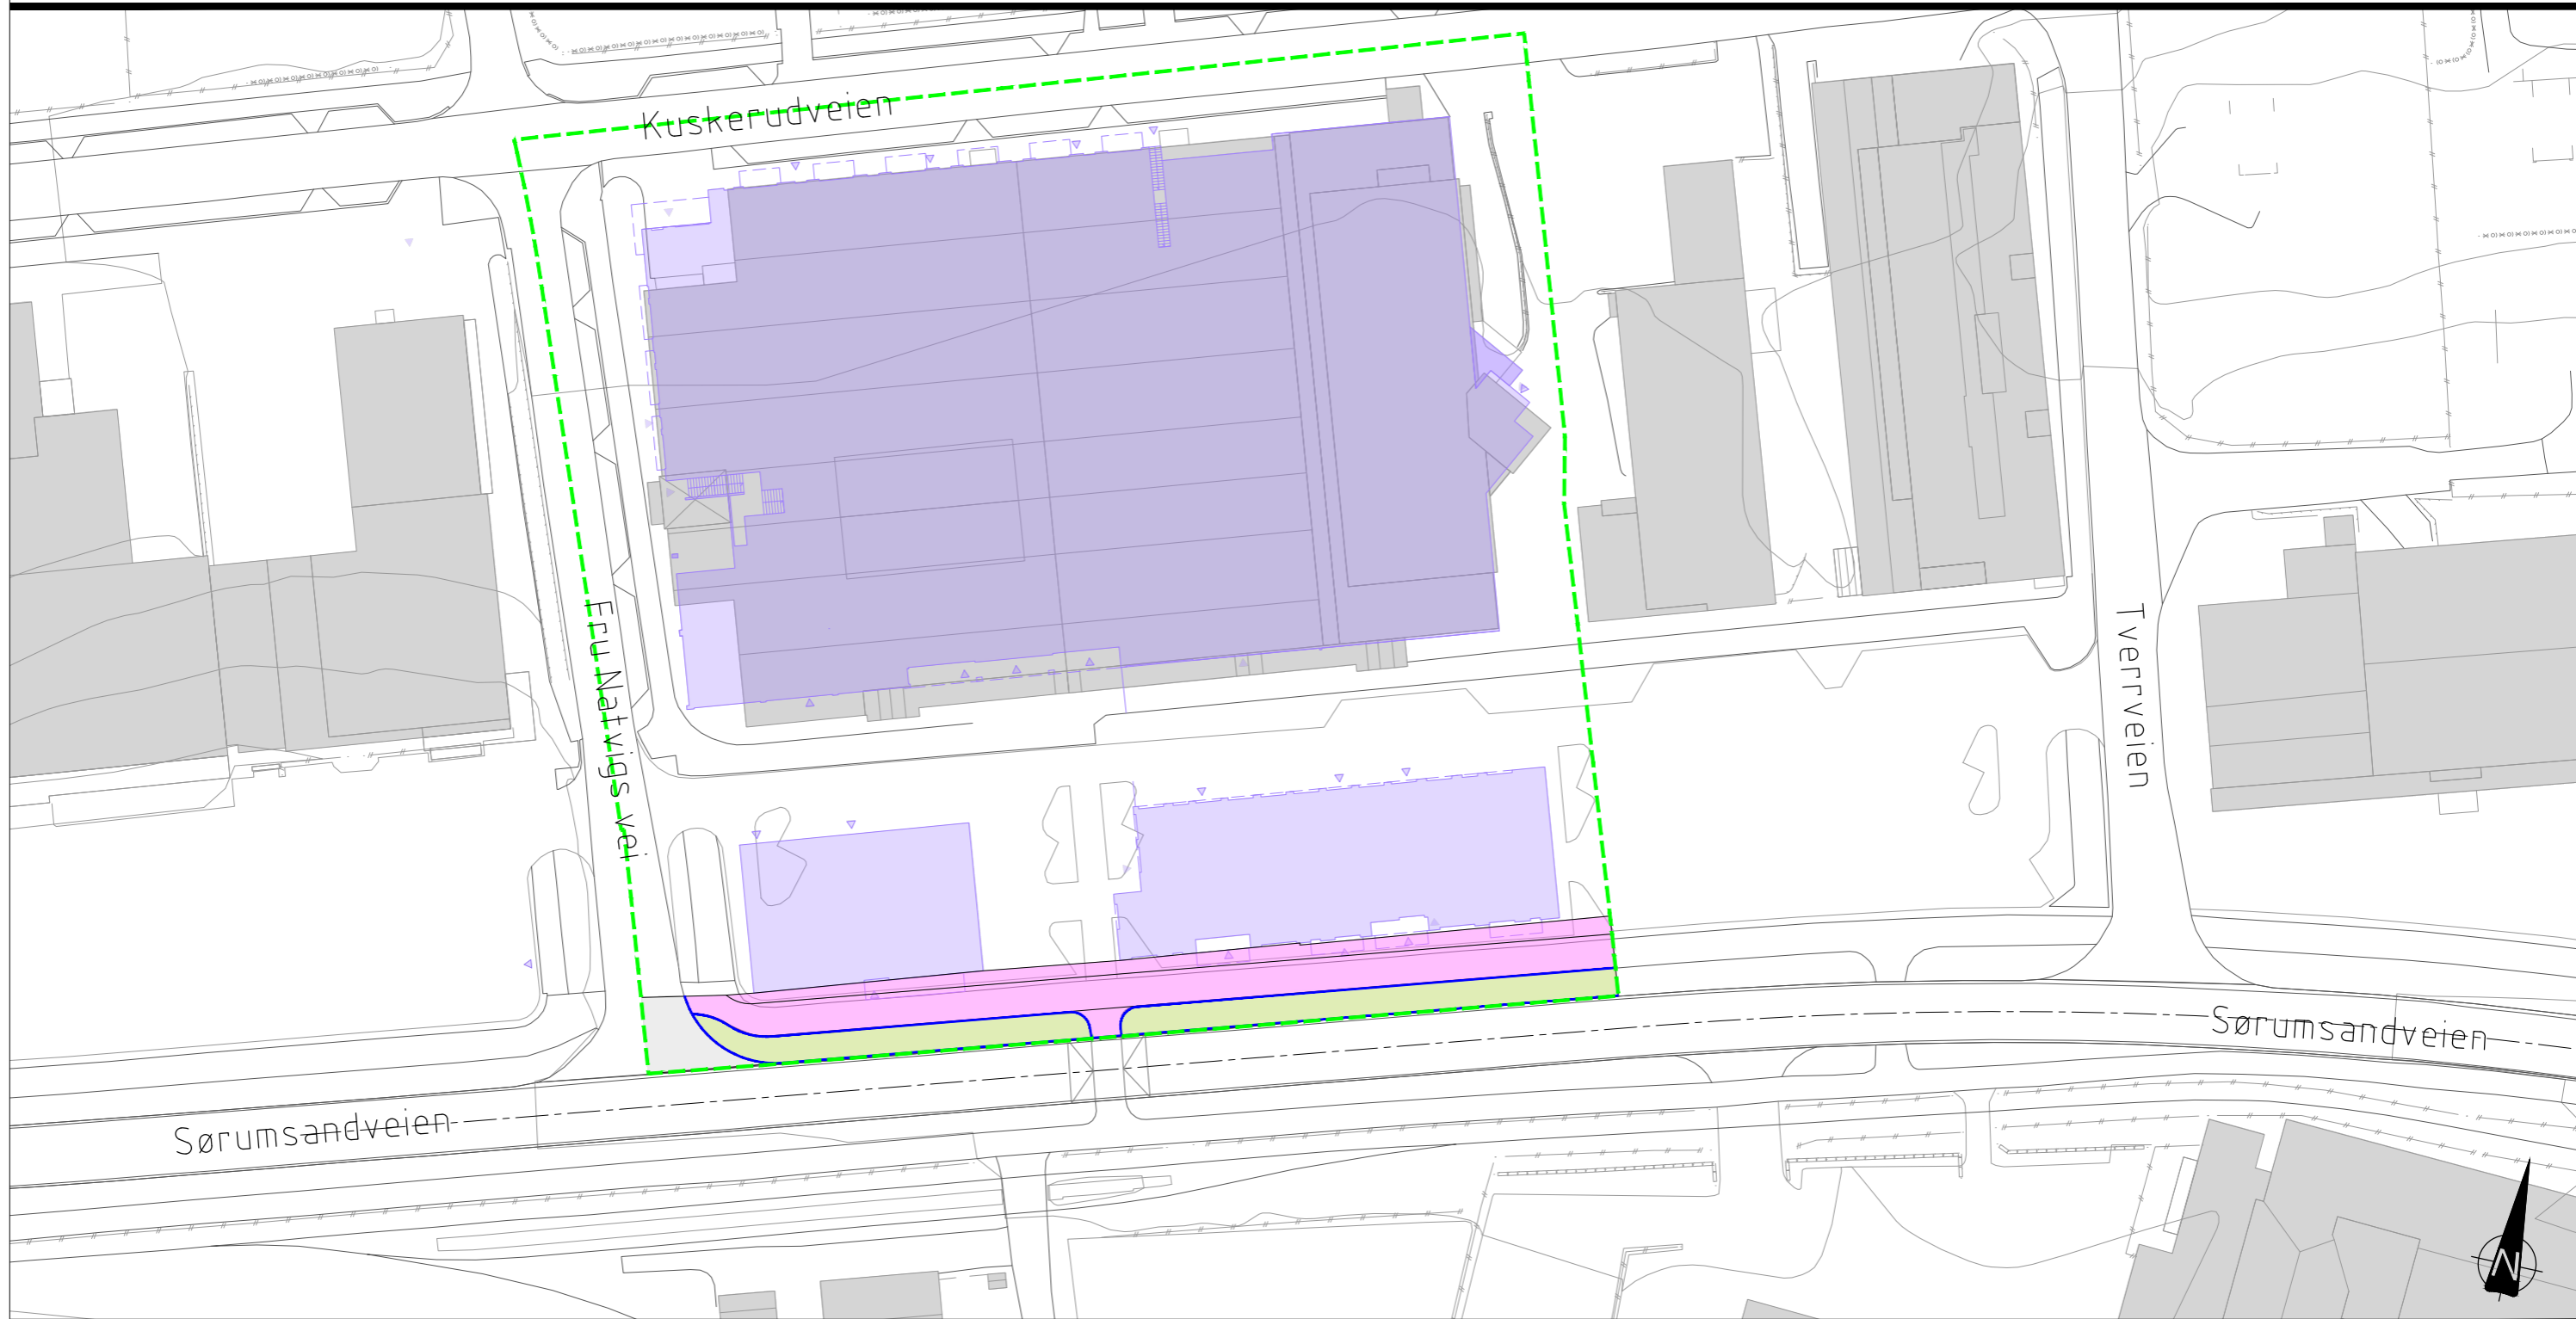 Kuskerudveien
Fru Natvigs vei
Tverrveien
Sørumsandveien
Sørumsandveien
N